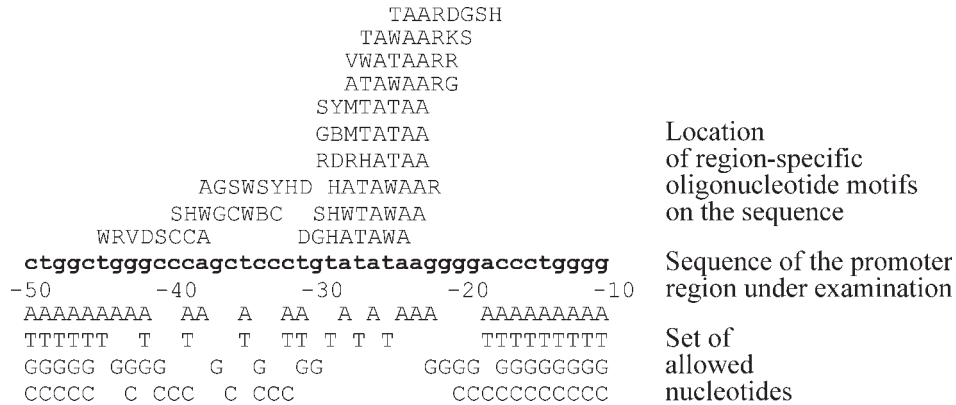 TAARDGSH
TAWAARKS
VWATAARR
ATAWAARG
SYMTATAA
GBMTATAA Location
RDRHATAA of region-specific
AGSWSYHD HATAWAAR oligonucleotide motifs
SHWGCWBC SHWTAWAA on the sequence
WRVDSCCA DGHATAWA
ctggctgggcccagctccctgtatataaggggaccctgggg Sequence of the promoter
-50 -40 -30 -20 -10 region under examination
AAAAAAAAA AA A AA A A AAA AAAAAAAAA
TTTTTT T T T TT T T T TTTTTTTTT Set of
GGGGG GGGG G G GG GGGG GGGGGGGG allowed
CCCCC C CCC C CCC CCCCCCCCCCC nucleotides